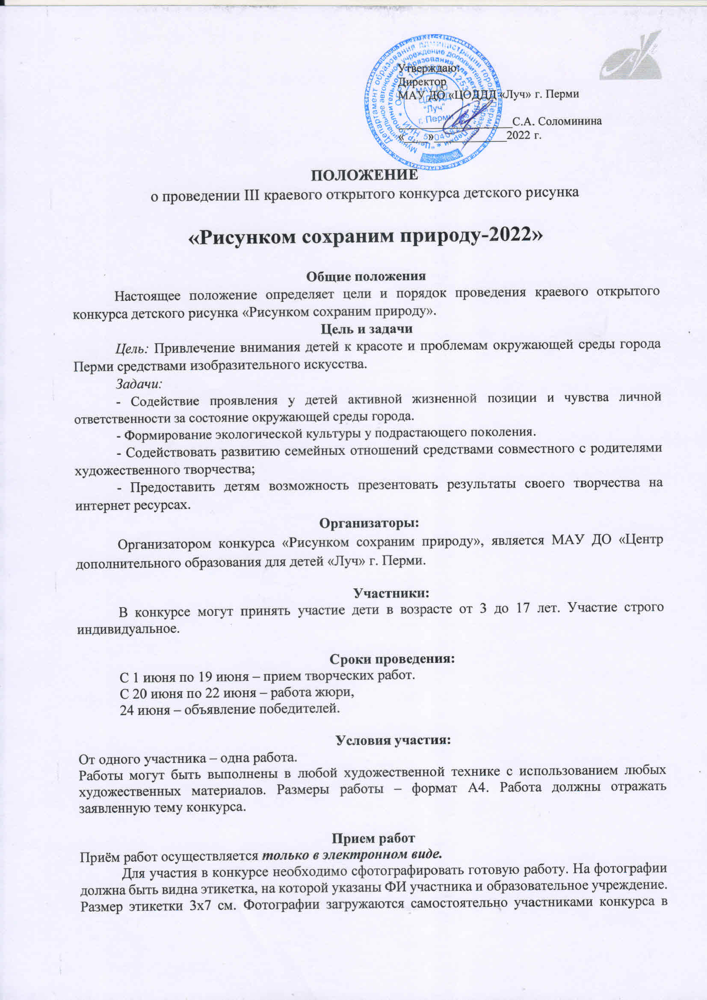 Утверждаю:
Директор
МАУ ДО «ЦОДДД «Луч» г. Перми
С.А. Соломинина
«___»____________2022 г.
МАУ ДО
ЦДОДД
"Луч"
г. Перми
ПОЛОЖЕНИЕ
о проведении III краевого открытого конкурса детского рисунка
«Рисунком сохраним природу-2022»
Общие положения
Настоящее положение определяет цели и порядок проведения краевого открытого
конкурса детского рисунка «Рисунком сохраним природу».
Цель и задачи
Цель: Привлечение внимания детей к красоте и проблемам окружающей среды города
Перми средствами изобразительного искусства.
Задачи:
- Содействие проявления у детей активной жизненной позиции и чувства личной
ответственности за состояние окружающей среды города.
- Формирование экологической культуры у подрастающего поколения.
- Содействовать развитию семейных отношений средствами совместного с родителями
художественного творчества;
- Предоставить детям возможность презентовать результаты своего творчества на
интернет ресурсах.
Организаторы:
Организатором конкурса «Рисунком сохраним природу», является МАУ ДО «Центр
дополнительного образования для детей «Луч» г. Перми.
Участники:
В конкурсе могут принять участие дети в возрасте от 3 до 17 лет. Участие строго
индивидуальное.
Сроки проведения:
С 1 июня по 19 июня – прием творческих работ.
С 20 июня по 22 июня – работа жюри,
24 июня – объявление победителей.
Условия участия:
От одного участника – одна работа.
Работы могут быть выполнены в любой художественной технике с использованием любых
художественных материалов. Размеры работы – формат А4. Работа должны отражать
заявленную тему конкурса.
Прием работ
Приём работ осуществляется только в электронном виде.
Для участия в конкурсе необходимо сфотографировать готовую работу. На фотографии
должна быть видна этикетка, на которой указаны ФИ участника и образовательное учреждение.
Размер этикетки 3х7 см. Фотографии загружаются самостоятельно участниками конкурса в